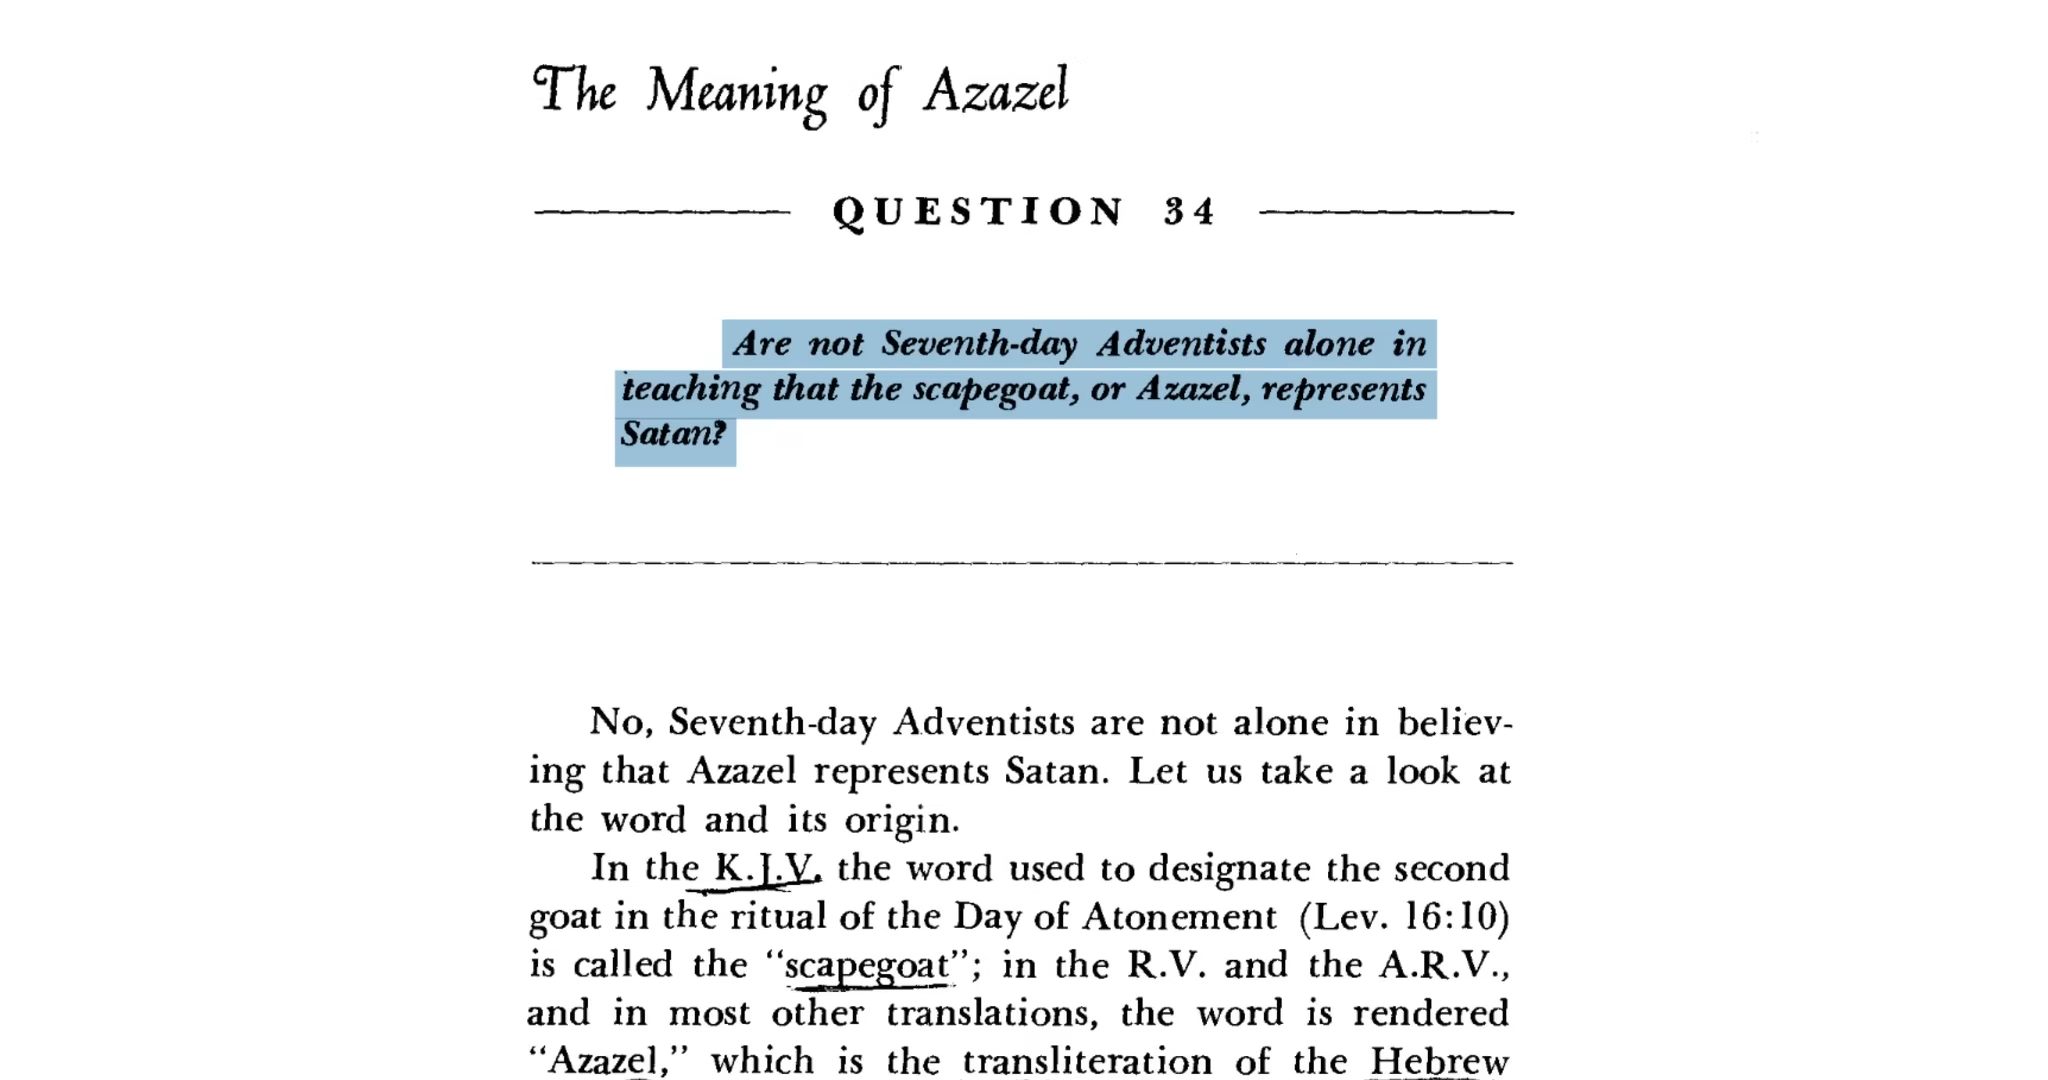 The Meaning of Azazel
QUESTION 34
Are not Seventh-day Adventists alone in
teaching that the scapegoat, or Azazel, represents
Satan?
No, Seventh-day Adventists are not alone in believ-
ing that Azazel represents Satan. Let us take a look at
the word and its origin.
In the K.J.V. the word used to designate the second
goat in the ritual of the Day of Atonement (Lev. 16:10)
is called the “scapegoat”; in the R.V. and the A.R.V.,
and in most other translations, the word is rendered
“Azazel,” which is the transliteration of the Hebrew